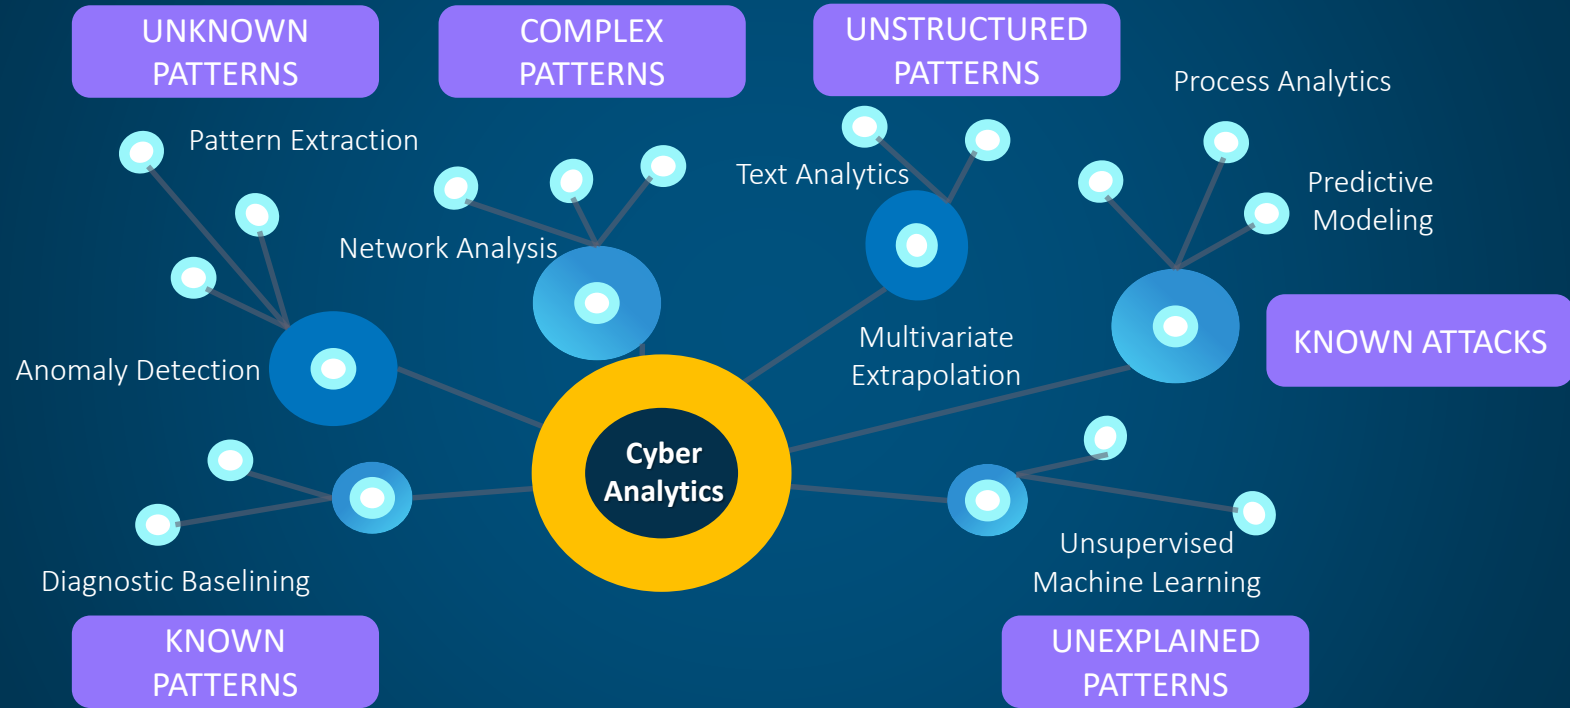 UNKNOWN
PATTERNS
COMPLEX
PATTERNS
UNSTRUCTURED
PATTERNS
Process Analytics
Pattern Extraction
Text Analytics
Predictive
Modeling
Network Analysis
Multivariate
Extrapolation
KNOWN ATTACKS
Anomaly Detection
Cyber
Analytics
Unsupervised
Machine Learning
Diagnostic Baselining
KNOWN
PATTERNS
UNEXPLAINED
PATTERNS